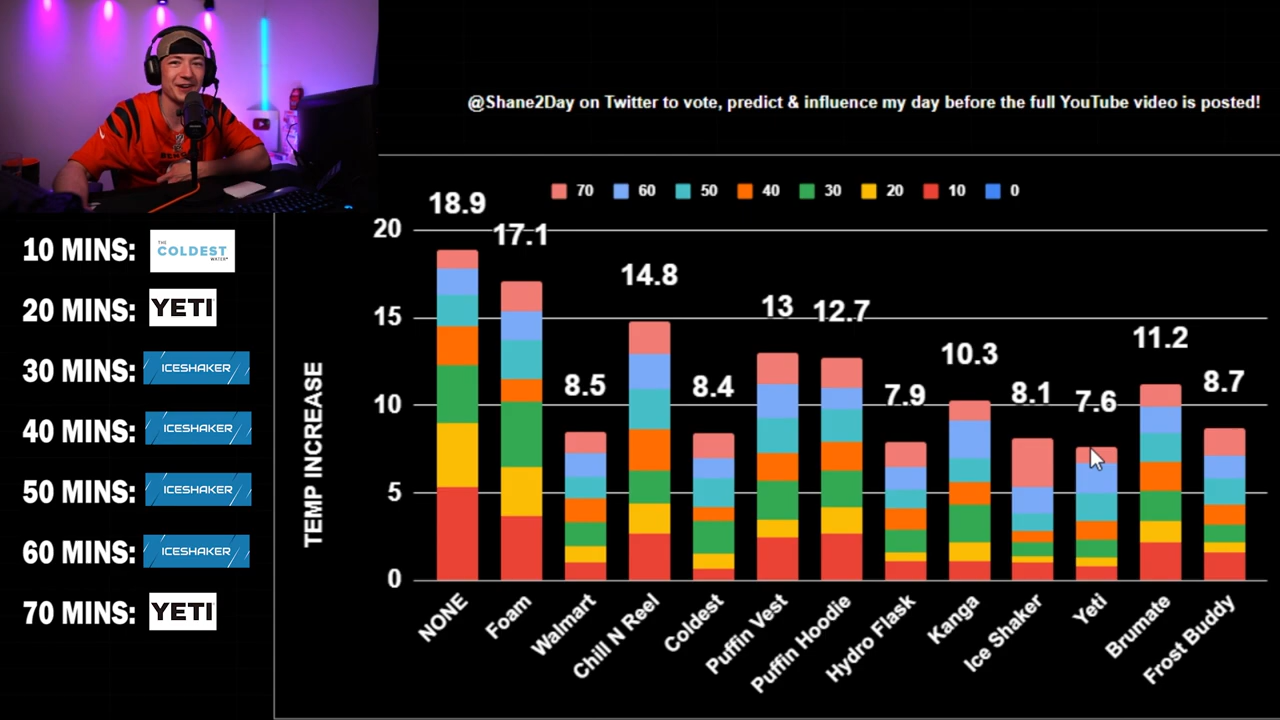 @Shane2Day on Twitter to vote, predict & influence my day before the full YouTube video is posted!
10 MINS: THE COLDEST WATER
20 MINS: YETI
30 MINS: ICESHAKER
40 MINS: ICESHAKER
50 MINS: ICESHAKER
60 MINS: ICESHAKER
70 MINS: YETI
70 60 50 40 30 20 10 0
TEMP INCREASE
20
15
10
5
0
18.9
17.1
8.5
14.8
8.4
13
12.7
7.9
10.3
8.1
7.6
11.2
8.7
NONE
Foam
Walmart
Chill N Reel
Coldest
Puffin Vest
Puffin Hoodie
Hydro Flask
Kanga
Ice Shaker
Yeti
Brumate
Frost Buddy